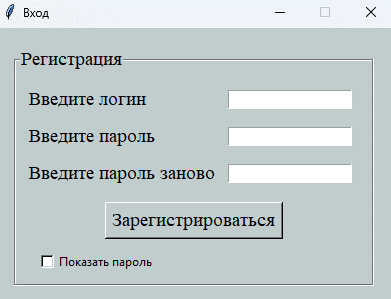 Вход
Регистрация
Введите логин
Введите пароль
Введите пароль заново
Зарегистрироваться
Показать пароль